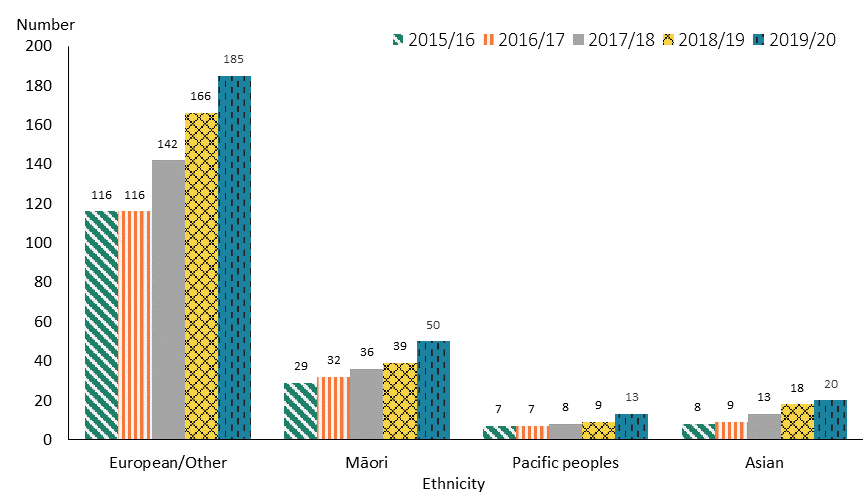 Number
2015/16 2016/17 2017/18 2018/19 2019/20
200
180
160
140
120
100
80
60
40
20
0
116 116 142 166 185
29 32 36 39 50
7 7 8 9 13
8 9 13 18 20
European/Other Māori Pacific peoples Asian
Ethnicity